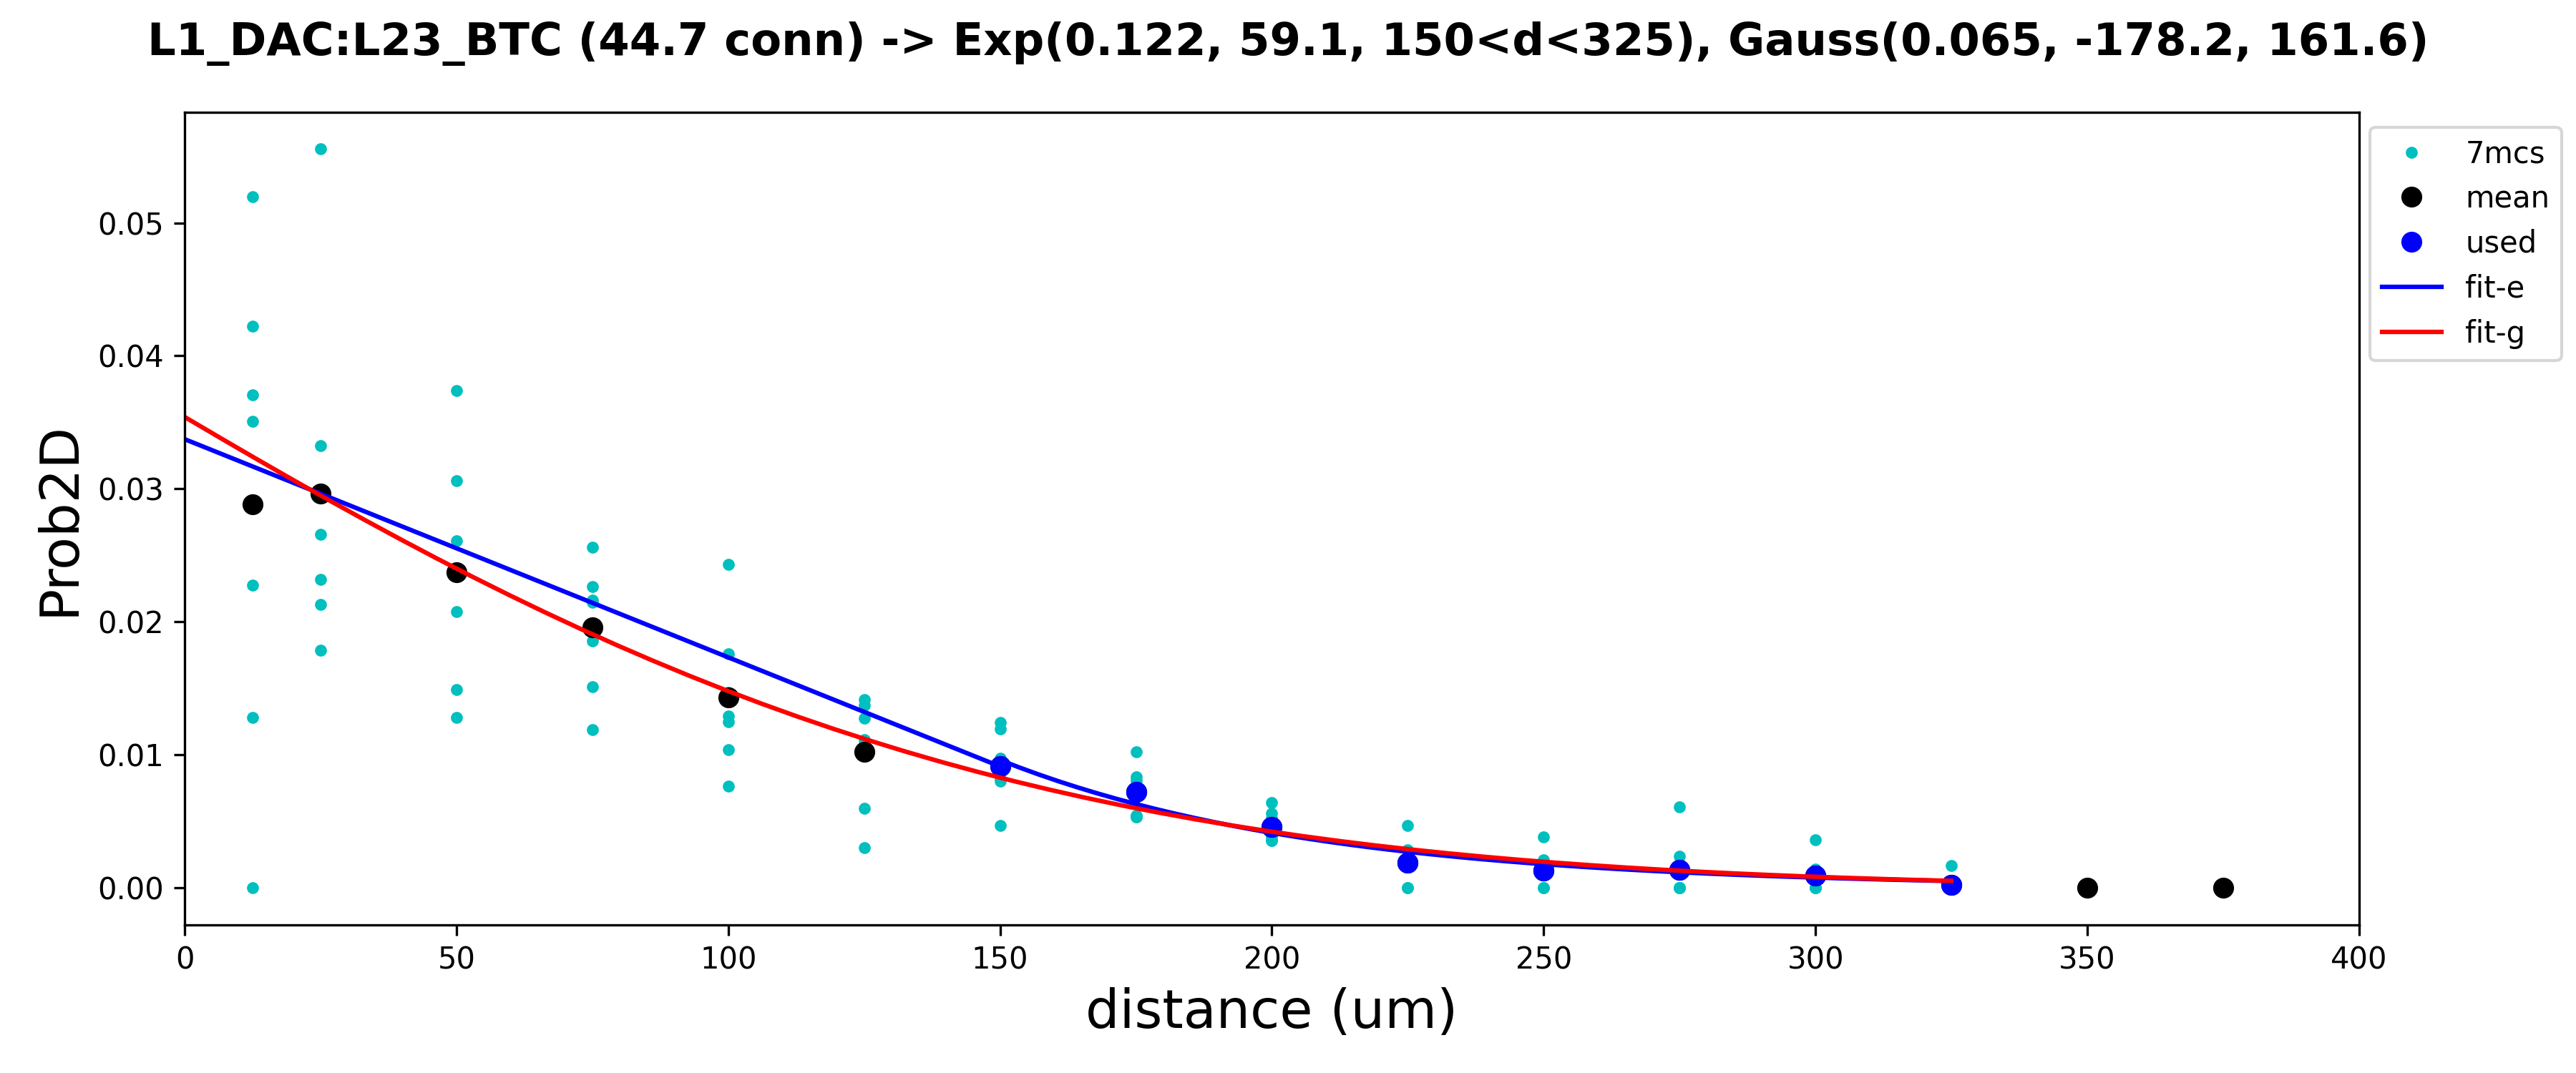 L1_DAC:L23_BTC (44.7 conn) -> Exp(0.122, 59.1, 150<d<325), Gauss(0.065, -178.2, 161.6)
7mcs
mean
used
fit-e
fit-g
Prob2D
0.05
0.04
0.03
0.02
0.01
0.00
0 50 100 150 200 250 300 350 400
distance (um)